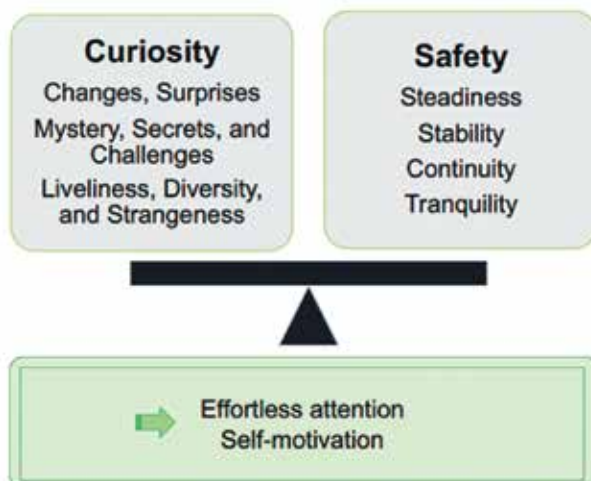 Curiosity
Changes, Surprises
Mystery, Secrets, and
Challenges
Liveliness, Diversity,
and Strangeness
Safety
Steadiness
Stability
Continuity
Tranquility
Effortless attention
Self-motivation